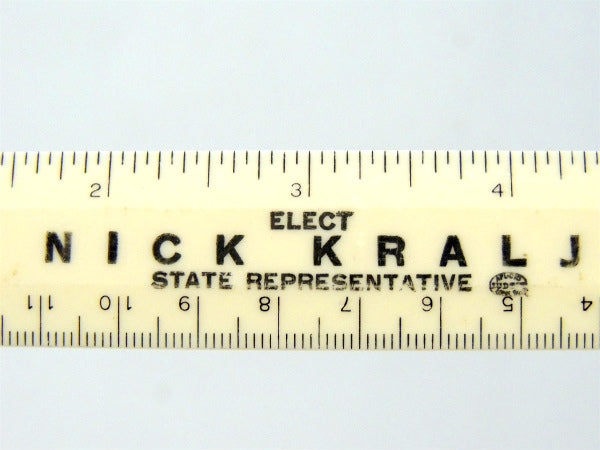 2 3 4
ELECT
NICK KRALJ
STATE REPRESENTATIVE
11 10 9 8 7 6 5 4